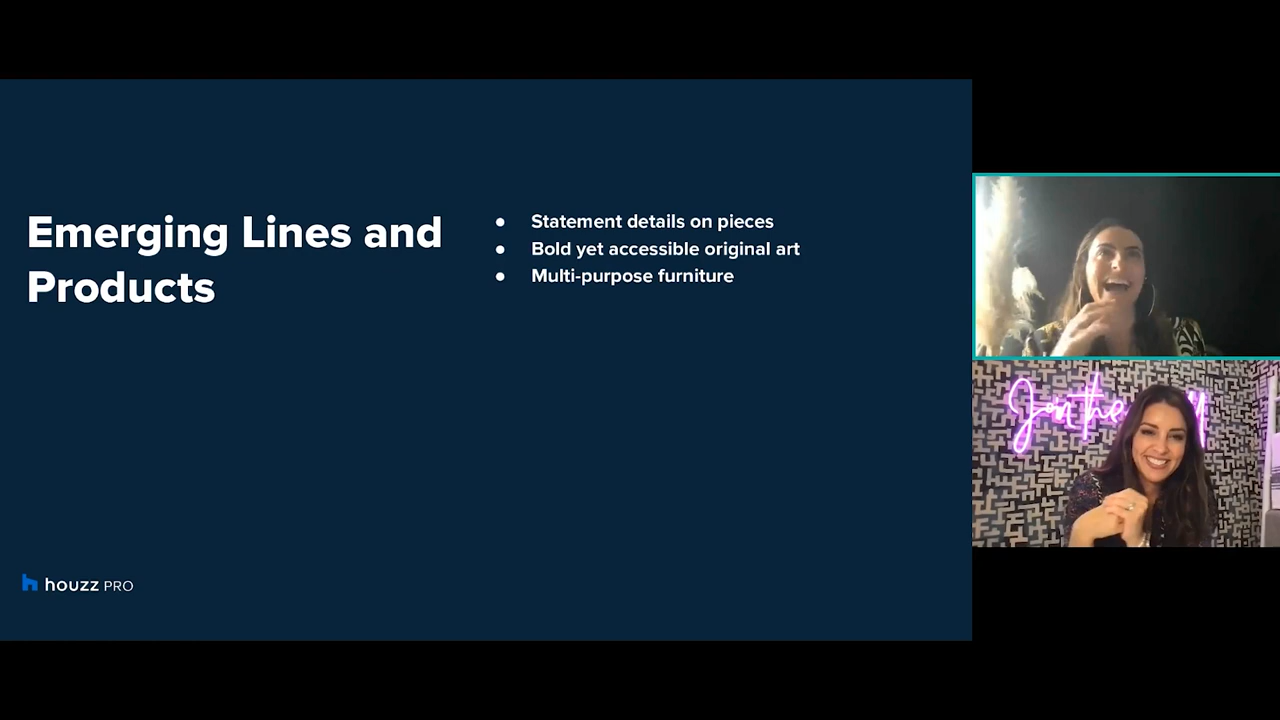 Emerging Lines and
Products
● Statement details on pieces
● Bold yet accessible original art
● Multi-purpose furniture
houzz PRO